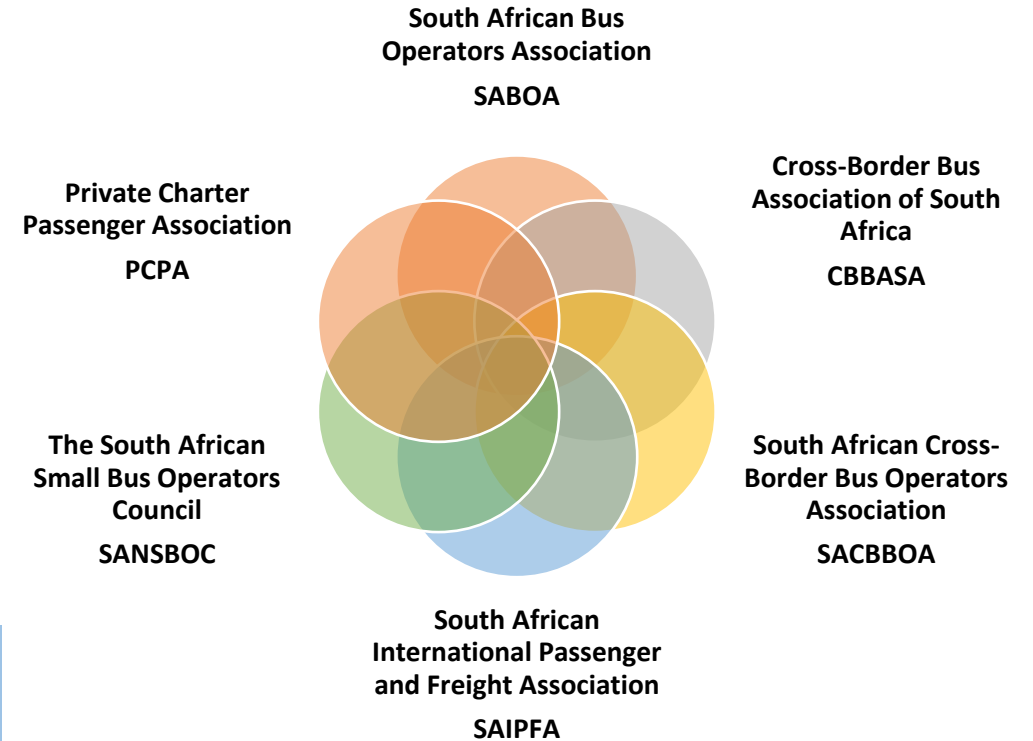 South African Bus
Operators Association
SABOA
Cross-Border Bus
Association of South
Africa
CBBASA
South African Cross-
Border Bus Operators
Association
SACBBOA
South African
International Passenger
and Freight Association
SAIPFA
The South African
Small Bus Operators
Council
SANSBOC
Private Charter
Passenger Association
PCPA